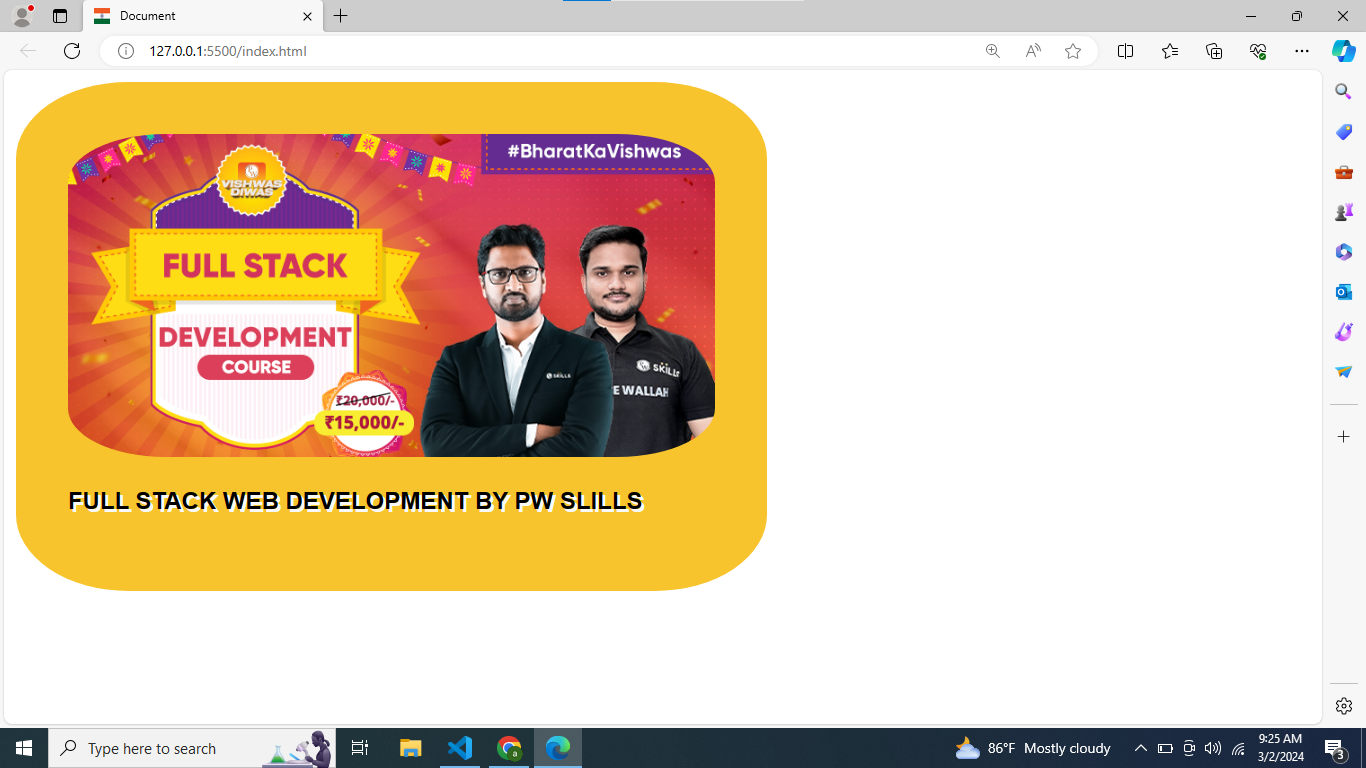 Document
127.0.0.1:5500/index.html
#BharatKaVishwas
VISHWAS
DIWAS
FULL STACK
DEVELOPMENT
COURSE
₹20,000/-
₹15,000/-
SKILLS
SKILLS
E WALLAH
FULL STACK WEB DEVELOPMENT BY PW SLILLS
Type here to search
86°F Mostly cloudy
9:25 AM
3/2/2024
3